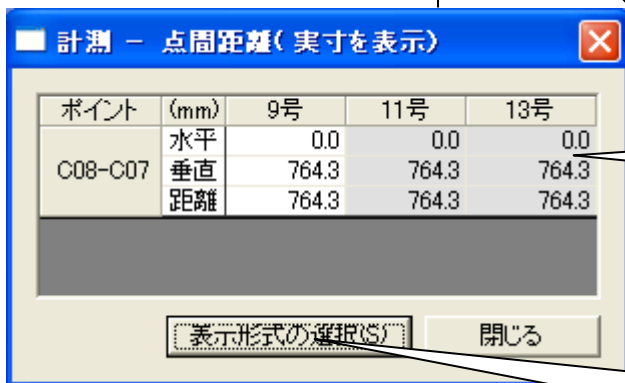 計測 － 点間距離(実寸を表示)
ポイント (mm) 9号 11号 13号
水平 0.0 0.0 0.0
C08-C07 垂直 764.3 764.3 764.3
距離 764.3 764.3 764.3
表示形式の選択(S) 閉じる